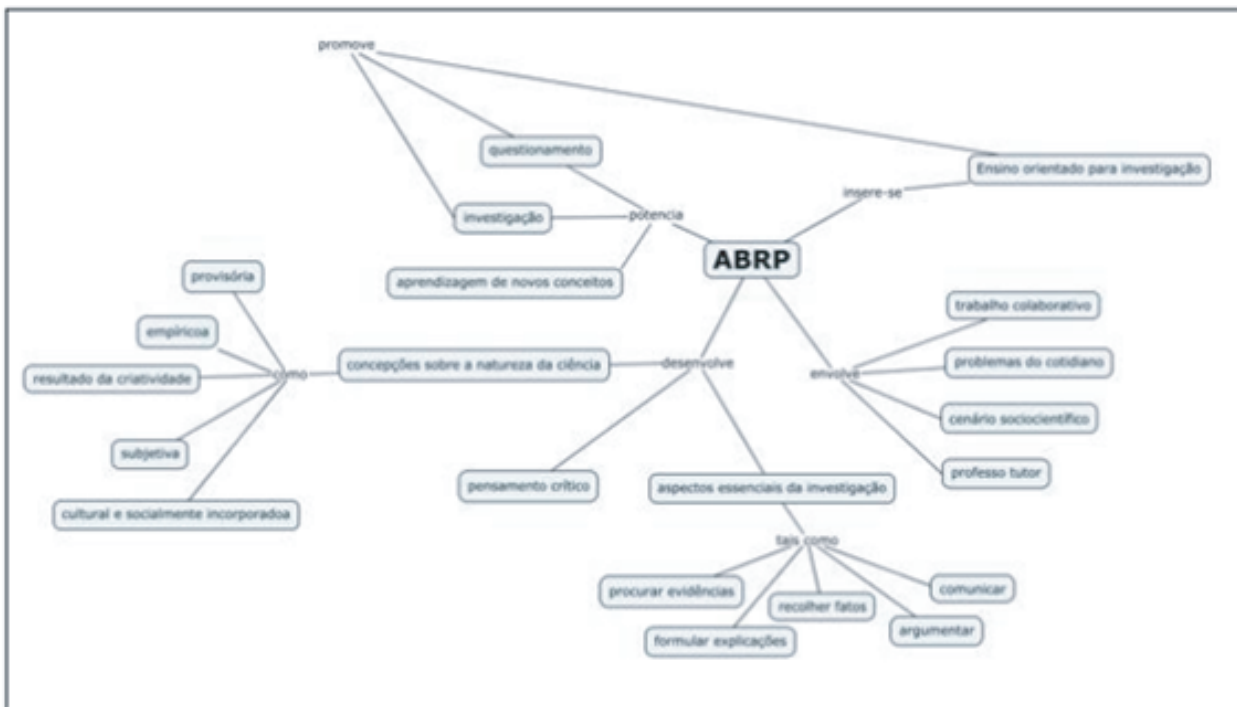 promove
questionamento
Ensino orientado para investigação
insere-se
investigação
potencia
ABRP
provisória
aprendizagem de novos conceitos
trabalho colaborativo
empíricoa
concepções sobre a natureza da ciência
desenvolve
problemas do cotidiano
resultado da criatividade
como
envolve
cenário sociocientífico
subjetiva
professo tutor
pensamento crítico
aspectos essenciais da investigação
cultural e socialmente incorporadoa
tais como
procurar evidências
comunicar
recolher fatos
formular explicações
argumentar